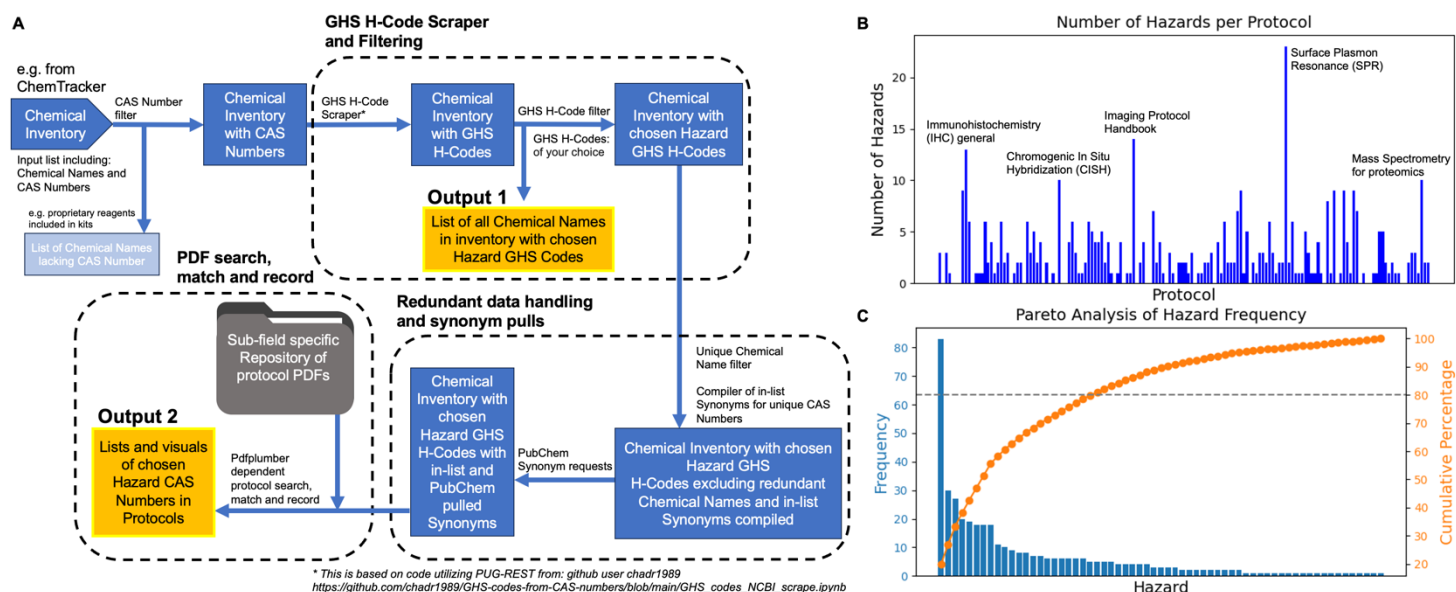 A
GHS H-Code Scraper
and Filtering
e.g. from
ChemTracker
Chemical
Inventory
CAS Number
filter
Input list including:
Chemical Names and
CAS Numbers
e.g. proprietary reagents
included in kits
List of Chemical Names
lacking CAS Number
Chemical
Inventory
with CAS
Numbers
GHS H-Code
Scraper*
Chemical
Inventory
with GHS
H-Codes
GHS H-Code filter
GHS H-Codes:
of your choice
Chemical
Inventory with
chosen Hazard
GHS H-Codes
Output 1
List of all Chemical Names
in inventory with chosen
Hazard GHS Codes
PDF search,
match and record
Sub-field specific
Repository of
protocol PDFs
Output 2
Lists and visuals
of chosen
Hazard CAS
Numbers in
Protocols
Pdfplumber
dependent
protocol search,
match and record
Redundant data handling
and synonym pulls
Chemical
Inventory with
chosen
Hazard GHS
H-Codes with
in-list and
PubChem
pulled
Synonyms
PubChem
Synonym requests
Unique Chemical
Name filter
Compiler of in-list
Synonyms for unique CAS
Numbers
Chemical Inventory with chosen
Hazard GHS
H-Codes excluding redundant
Chemical Names and in-list
Synonyms compiled
* This is based on code utilizing PUG-REST from: github user chadr1989
https://github.com/chadr1989/GHS-codes-from-CAS-numbers/blob/main/GHS_codes_NCBI_scrape.ipynb
B
Number of Hazards per Protocol
Number of Hazards
20
15
10
5
0
Immunohistochemistry
(IHC) general
Chromogenic In Situ
Hybridization (CISH)
Imaging Protocol
Handbook
Surface Plasmon
Resonance (SPR)
Mass Spectrometry
for proteomics
Protocol
C
Pareto Analysis of Hazard Frequency
Frequency
80
70
60
50
40
30
20
10
0
100
90
80
70
60
50
40
30
20
Cumulative Percentage
Hazard